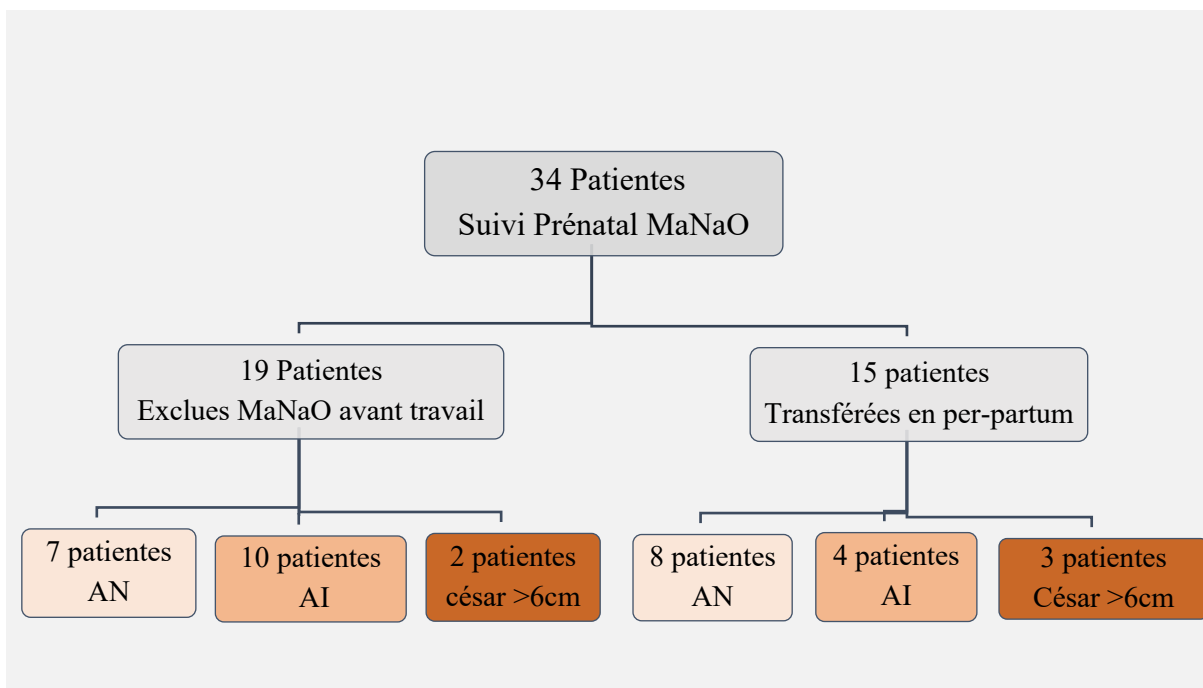 34 Patientes
Suivi Prénatal MaNaO
19 Patientes
Exclues MaNaO avant travail
15 patientes
Transférées en per-partum
7 patientes
AN
10 patientes
AI
2 patientes
césar >6cm
8 patientes
AN
4 patientes
AI
3 patientes
César >6cm